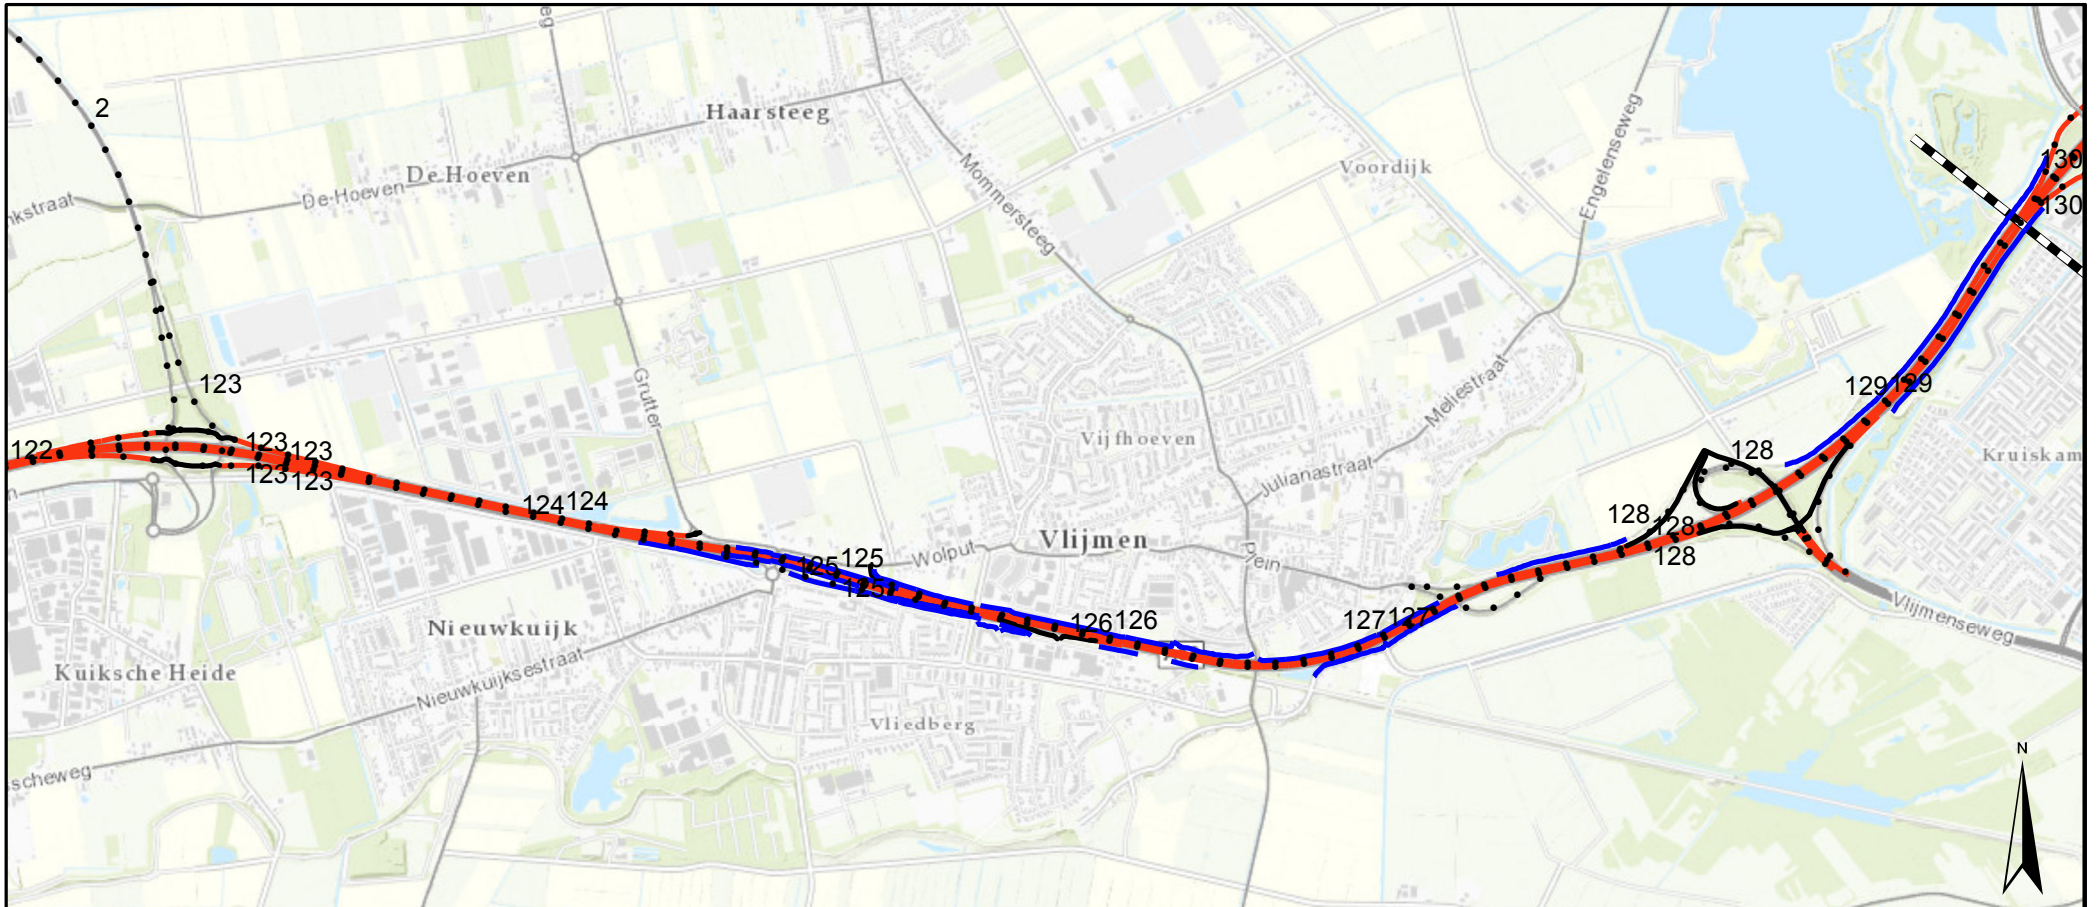 2
Haarsteeg
De Hoeven
De-Hoeven
nkstraat
Mommersteeg
Voordijk
Engelenseweg
130
130
123
Grutter
Meliestraat
129
129
122
123
123
123
123
Vijfhoeven
Julianastraat
128
Kruiskam
124
124
128
128
128
Vlijmen
Wolput
Plein
125
125
125
Vlijmenseweg
126
126
127
127
Nieuwkuijk
Kuiksche Heide
Nieuwkuijksestraat
Vliedberg
sscheweg
N